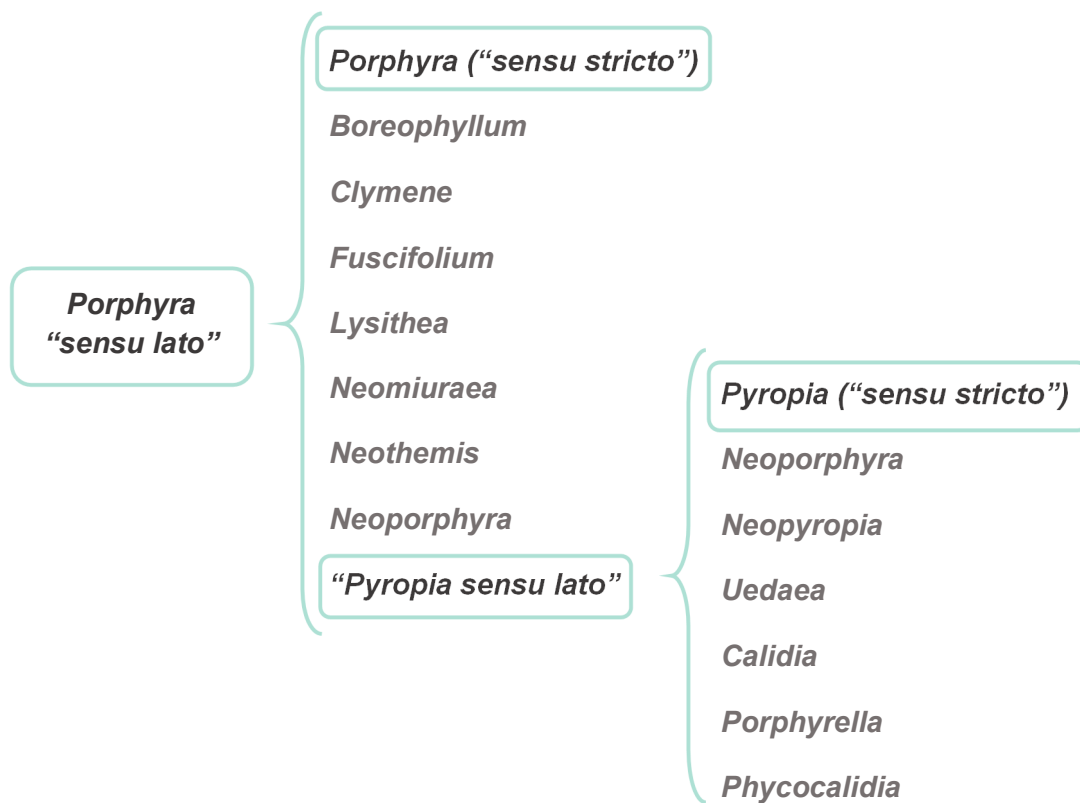 Porphyra
“sensu lato”
Porphyra (“sensu stricto”)
Boreophyllum
Clymene
Fuscifolium
Lysithea
Neomiuraea
Neothemis
Neoporphyra
“Pyropia sensu lato”
Pyropia (“sensu stricto”)
Neoporphyra
Neopyropia
Uedaea
Calidia
Porphyrella
Phycocalidia